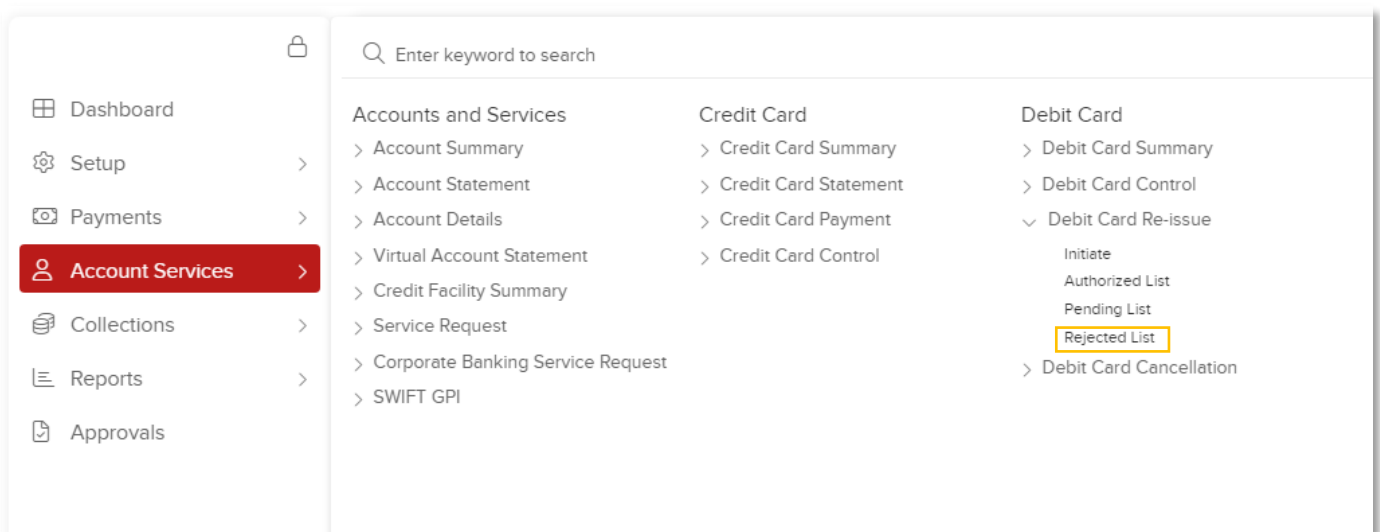 Enter keyword to search
Dashboard
Setup
Payments
Account Services
Collections
Reports
Approvals
Accounts and Services
Account Summary
Account Statement
Account Details
Virtual Account Statement
Credit Facility Summary
Service Request
Corporate Banking Service Request
SWIFT GPI
Credit Card
Credit Card Summary
Credit Card Statement
Credit Card Payment
Credit Card Control
Debit Card
Debit Card Summary
Debit Card Control
Debit Card Re-issue
Initiate
Authorized List
Pending List
Rejected List
Debit Card Cancellation